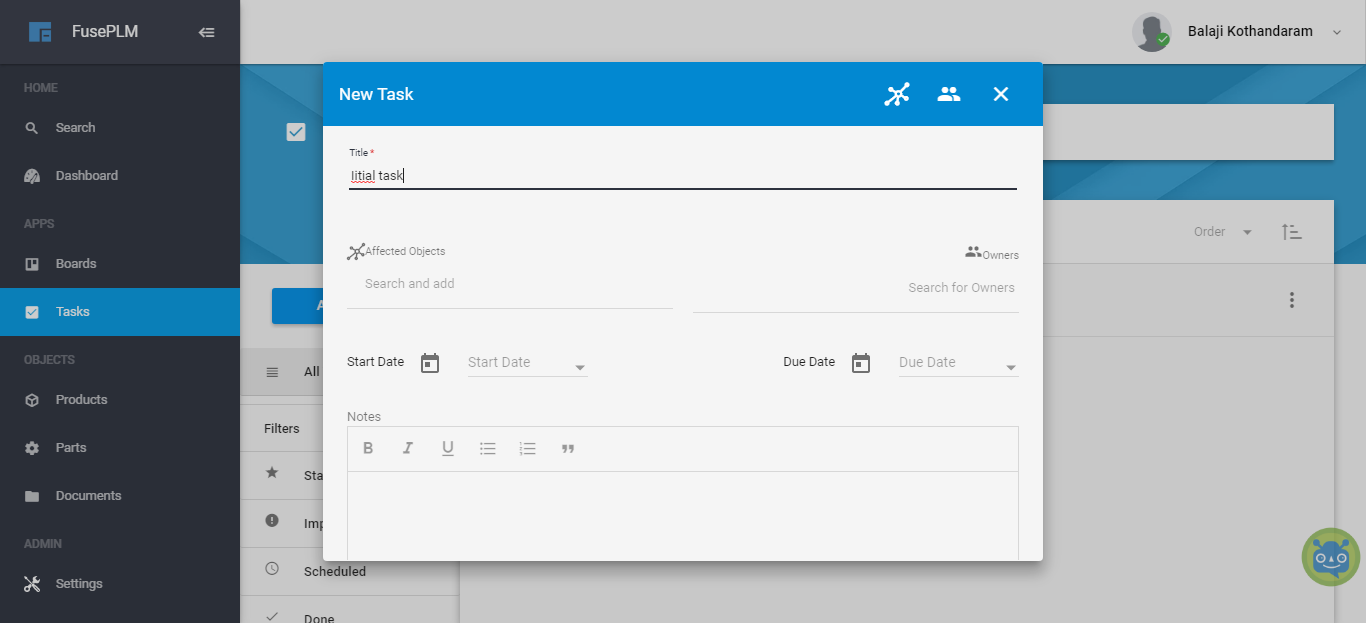 FusePLM
Balaji Kothandaram
HOME
Search
Dashboard
APPS
Boards
Tasks
OBJECTS
Products
Parts
Documents
ADMIN
Settings
New Task
Title *
Iitial task
Affected Objects
Owners
Search and add
Search for Owners
Start Date
Start Date
Due Date
Due Date
Notes
B I U
Order
A
All
Filters
Sta
Imp
Scheduled
Done